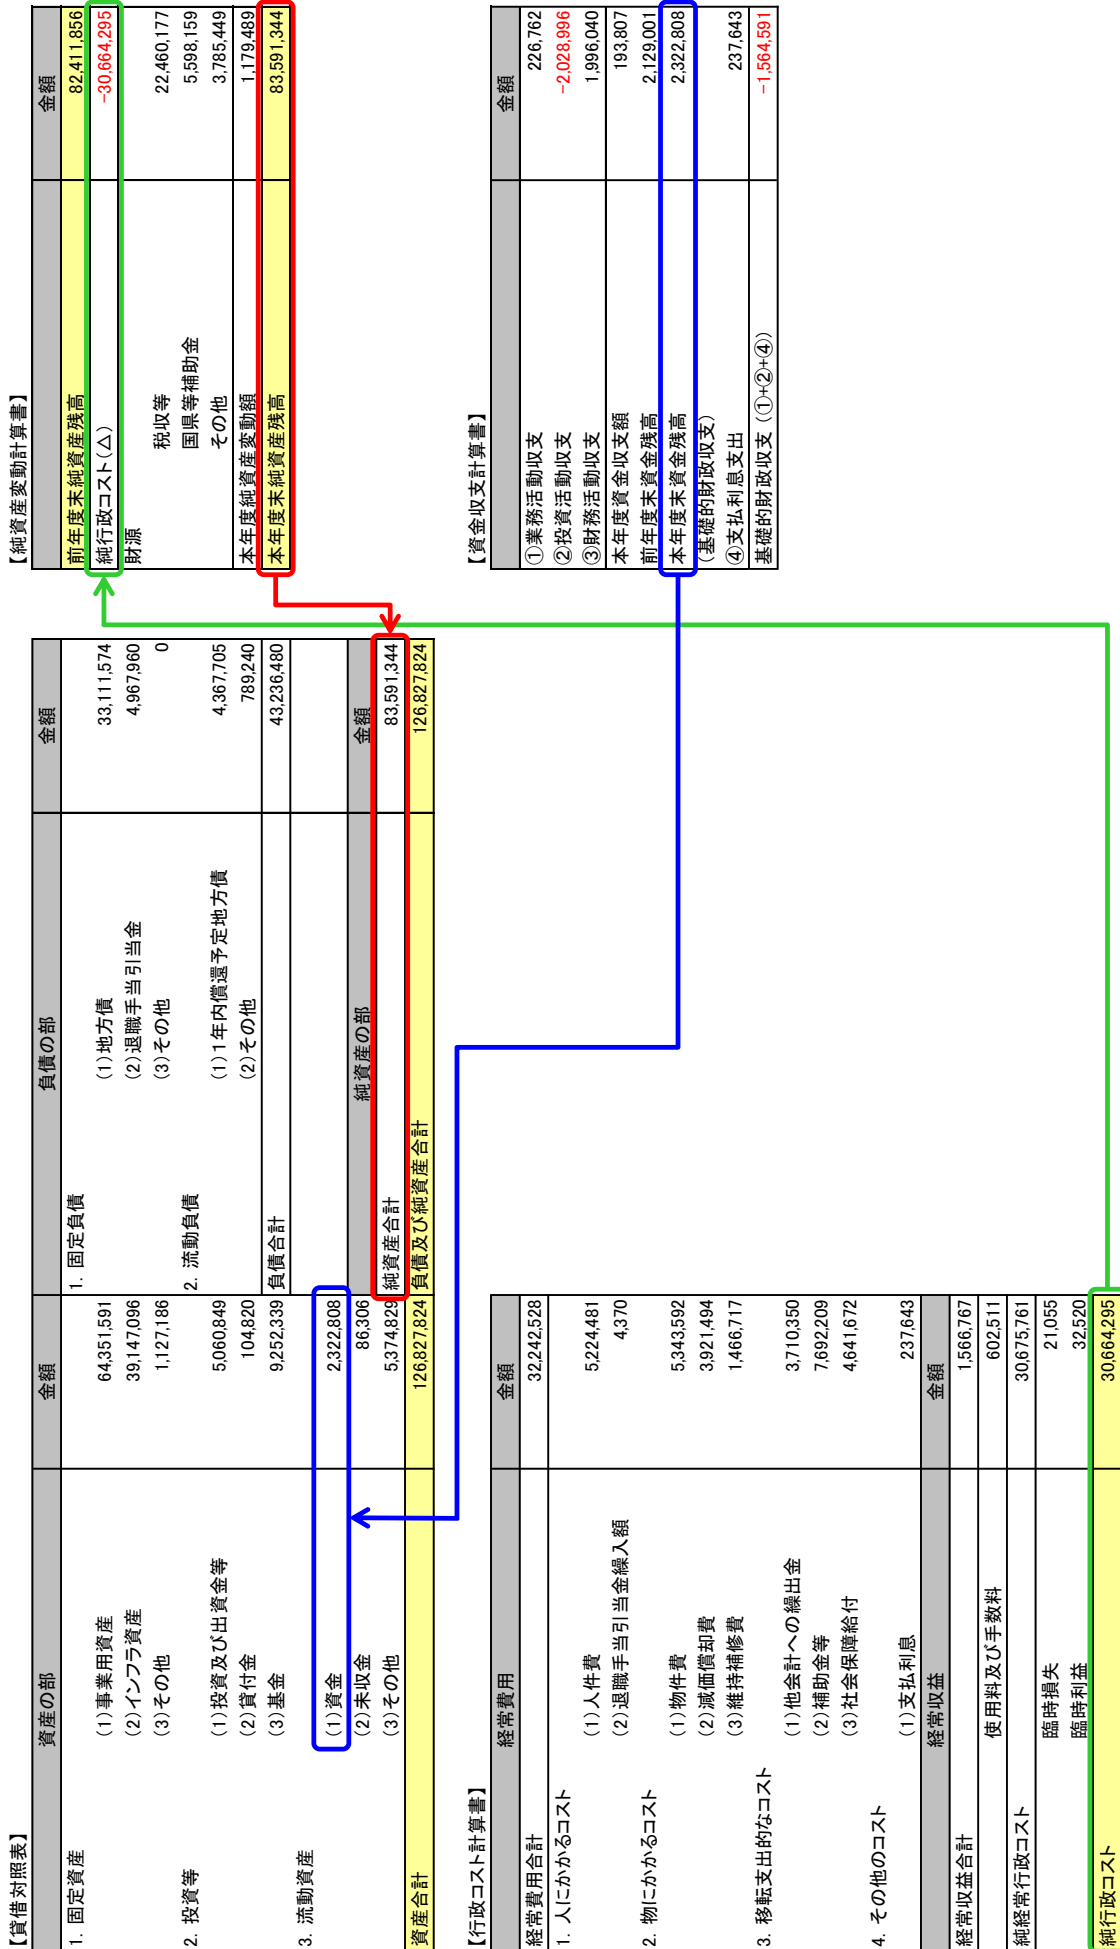 【貸借対照表】
資産の部 金額 負債の部 金額
1. 固定資産 1. 固定負債
(1)事業用資産 64,351,591 (1)地方債 33,111,574
(2)インフラ資産 39,147,096 (2)退職手当引当金 4,967,960
(3)その他 1,127,186 (3)その他 0
2. 投資等 2. 流動負債
(1)投資及び出資金等 5,060,849 (1)1年内償還予定地方債 4,367,705
(2)貸付金 104,820 (2)その他 789,240
(3)基金 9,252,339 負債合計 43,236,480
3. 流動資産
(1)資金 2,322,808
(2)未収金 86,306 純資産の部 金額
(3)その他 5,374,829 純資産合計 83,591,344
資産合計 126,827,824 負債及び純資産合計 126,827,824
【純資産変動計算書】
金額
前年度末純資産残高 82,411,856
純行政コスト(△) -30,664,295
財源
税収等 22,460,177
国県等補助金 5,598,159
その他 3,785,449
本年度純資産変動額 1,179,489
本年度末純資産残高 83,591,344
【行政コスト計算書】
経常費用 金額
経常費用合計 32,242,528
1. 人にかかるコスト
(1)人件費 5,224,481
(2)退職手当引当金繰入額 4,370
2. 物にかかるコスト
(1)物件費 5,343,592
(2)減価償却費 3,921,494
(3)維持補修費 1,466,717
3. 移転支出的なコスト
(1)他会計への繰出金 3,710,350
(2)補助金等 7,692,209
(3)社会保障給付 4,641,672
4. その他のコスト
(1)支払利息 237,643
経常収益 金額
経常収益合計 1,566,767
使用料及び手数料 602,511
純経常行政コスト 30,675,761
臨時損失 21,055
臨時利益 32,520
純行政コスト 30,664,295
【資金収支計算書】
金額
①業務活動収支 226,762
②投資活動収支 -2,028,996
③財務活動収支 1,996,040
本年度資金収支額 193,807
前年度末資金残高 2,129,001
本年度末資金残高 2,322,808
(基礎的財政収支)
④支払利息支出 237,643
基礎的財政収支 (①+②+④) -1,564,591